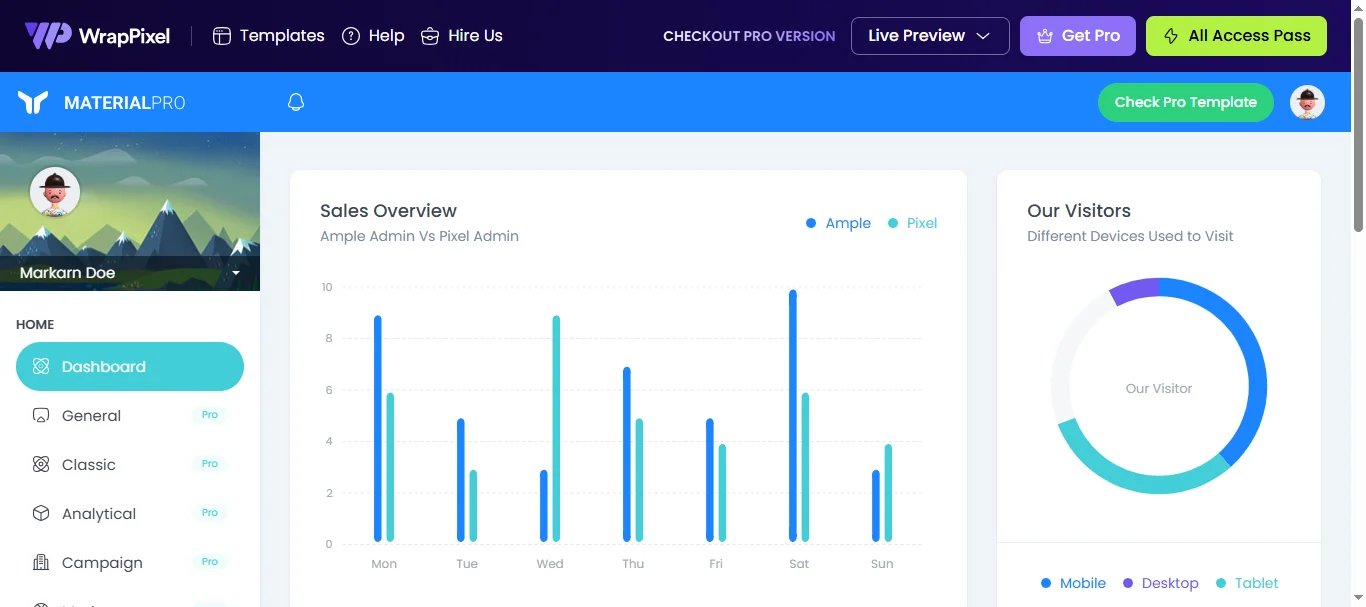 WrapPixel
Templates
Help
Hire Us
CHECKOUT PRO VERSION
Live Preview
Get Pro
All Access Pass
MATERIALPRO
Check Pro Template
Markarn Doe
HOME
Dashboard
General Pro
Classic Pro
Analytical Pro
Campaign Pro
Sales Overview
Ample Admin Vs Pixel Admin
Ample Pixel
10
8
6
4
2
0
Mon Tue Wed Thu Fri Sat Sun
Our Visitors
Different Devices Used to Visit
Our Visitor
Mobile Desktop Tablet